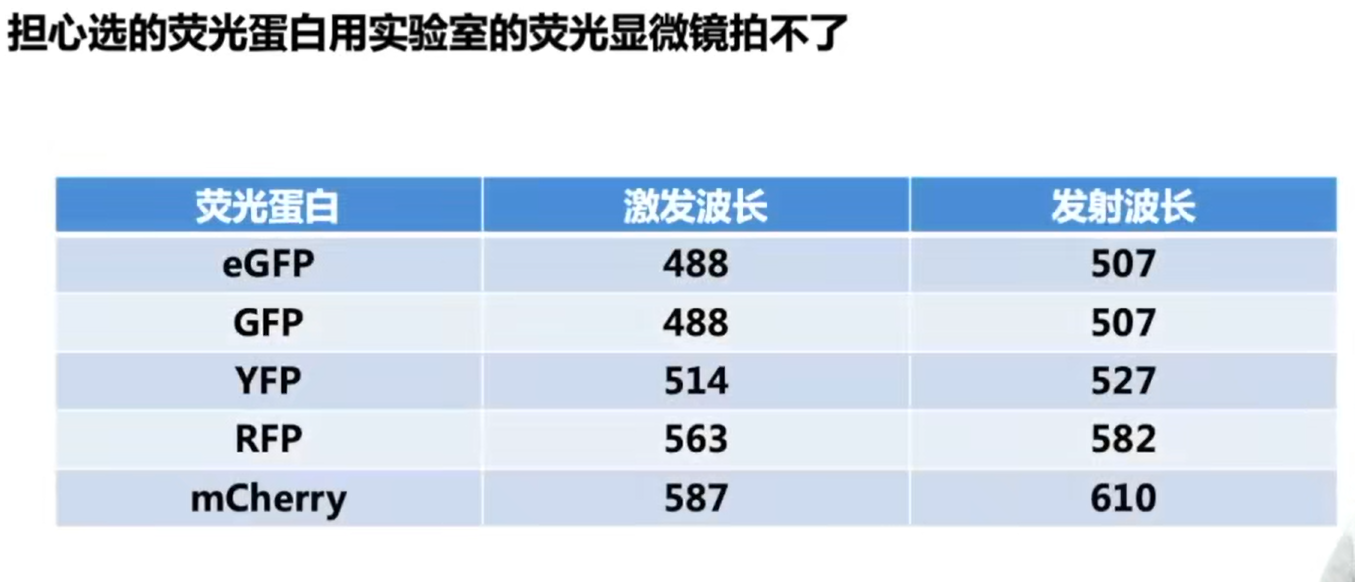 担心选的荧光蛋白用实验室的荧光显微镜拍不了
荧光蛋白 激发波长 发射波长
eGFP 488 507
GFP 488 507
YFP 514 527
RFP 563 582
mCherry 587 610